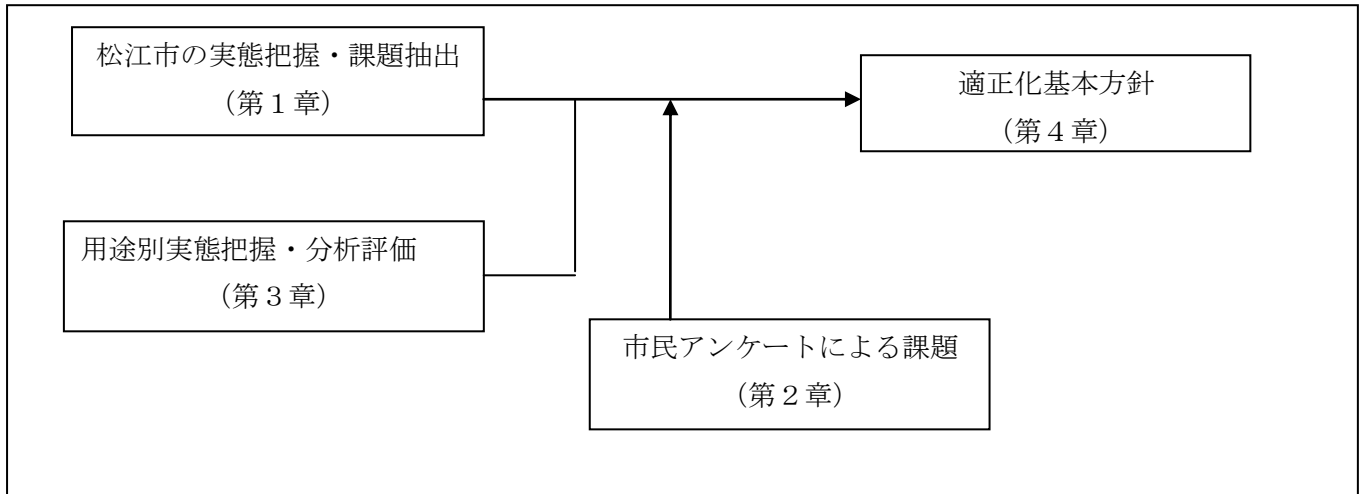 松江市の実態把握・課題抽出
（第１章）
適正化基本方針
（第４章）
用途別実態把握・分析評価
（第３章）
市民アンケートによる課題
（第２章）